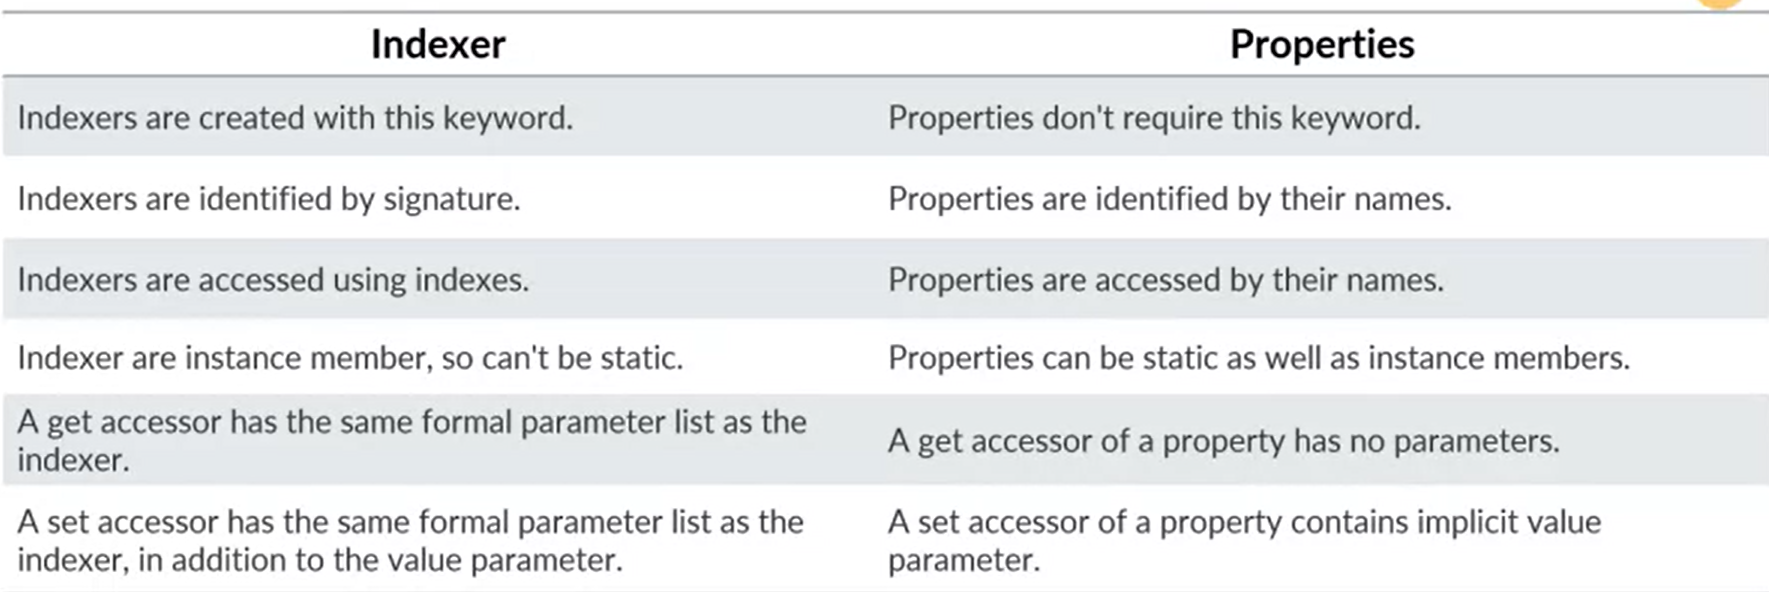 Indexer Properties
Indexers are created with this keyword. Properties don't require this keyword.
Indexers are identified by signature. Properties are identified by their names.
Indexers are accessed using indexes. Properties are accessed by their names.
Indexer are instance member, so can't be static. Properties can be static as well as instance members.
A get accessor has the same formal parameter list as the
indexer.
A get accessor of a property has no parameters.
A set accessor has the same formal parameter list as the
indexer, in addition to the value parameter.
A set accessor of a property contains implicit value
parameter.